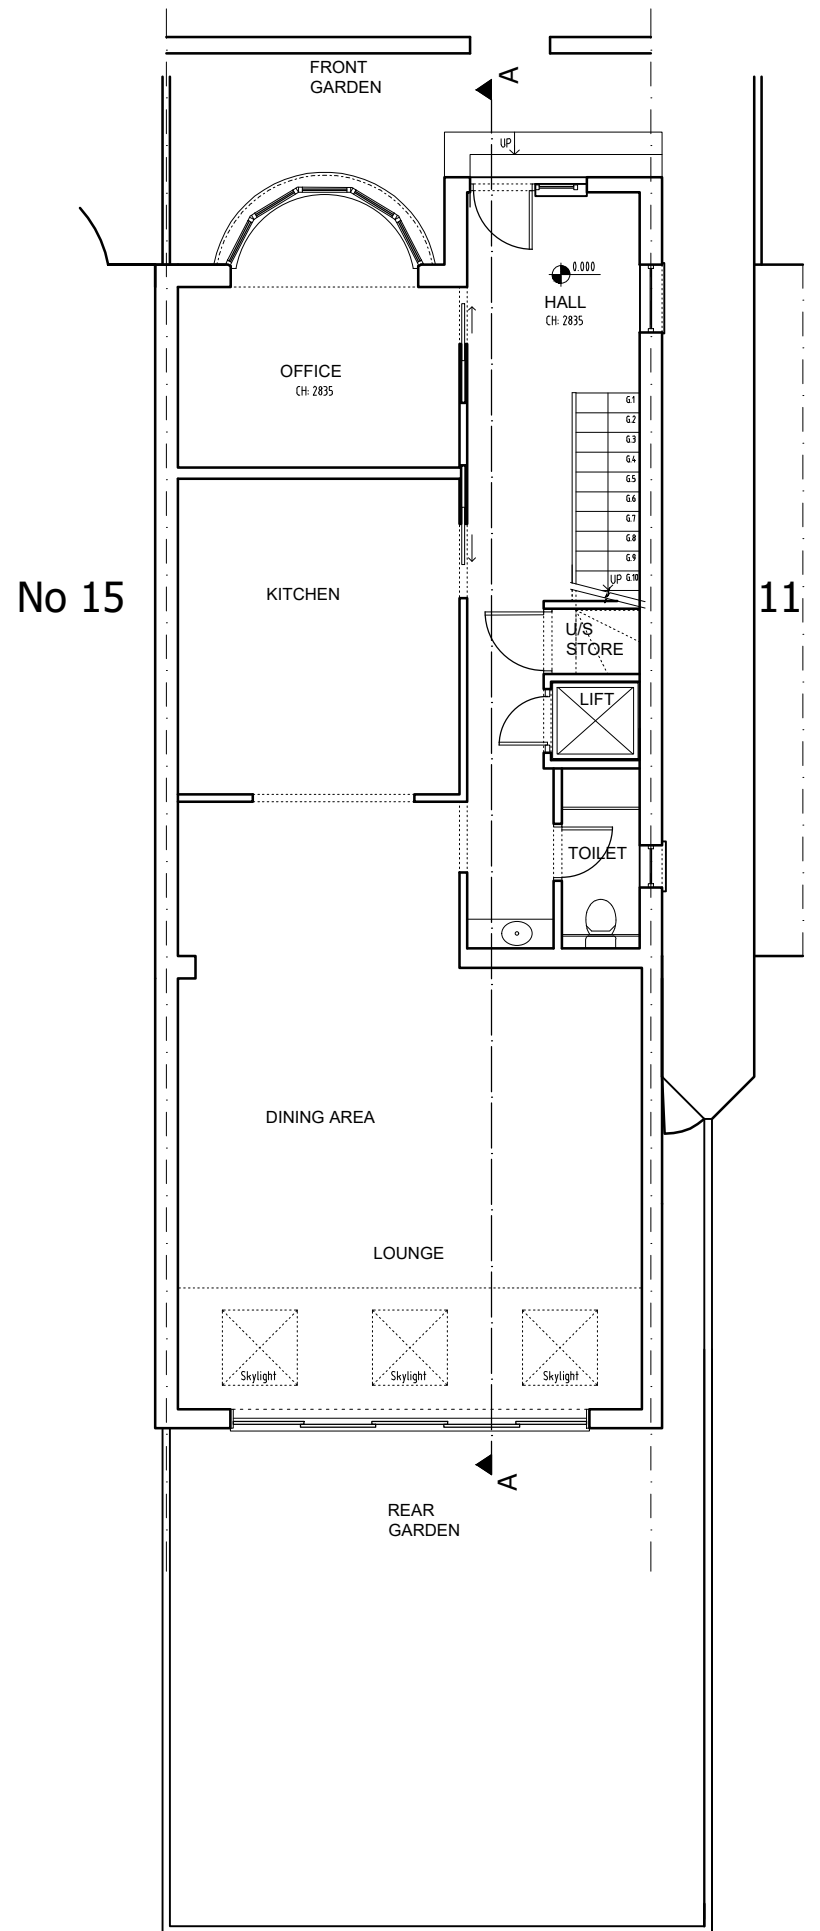 FRONT
GARDEN
A
UP
0.000
HALL
CH: 2835
OFFICE
CH: 2835
G.1
G.2
G.3
G.4
G.5
G.6
G.7
G.8
G.9
UP G.10
No 15
KITCHEN
11
U/S
STORE
LIFT
TOILET
DINING AREA
LOUNGE
Skylight
Skylight
Skylight
A
REAR
GARDEN